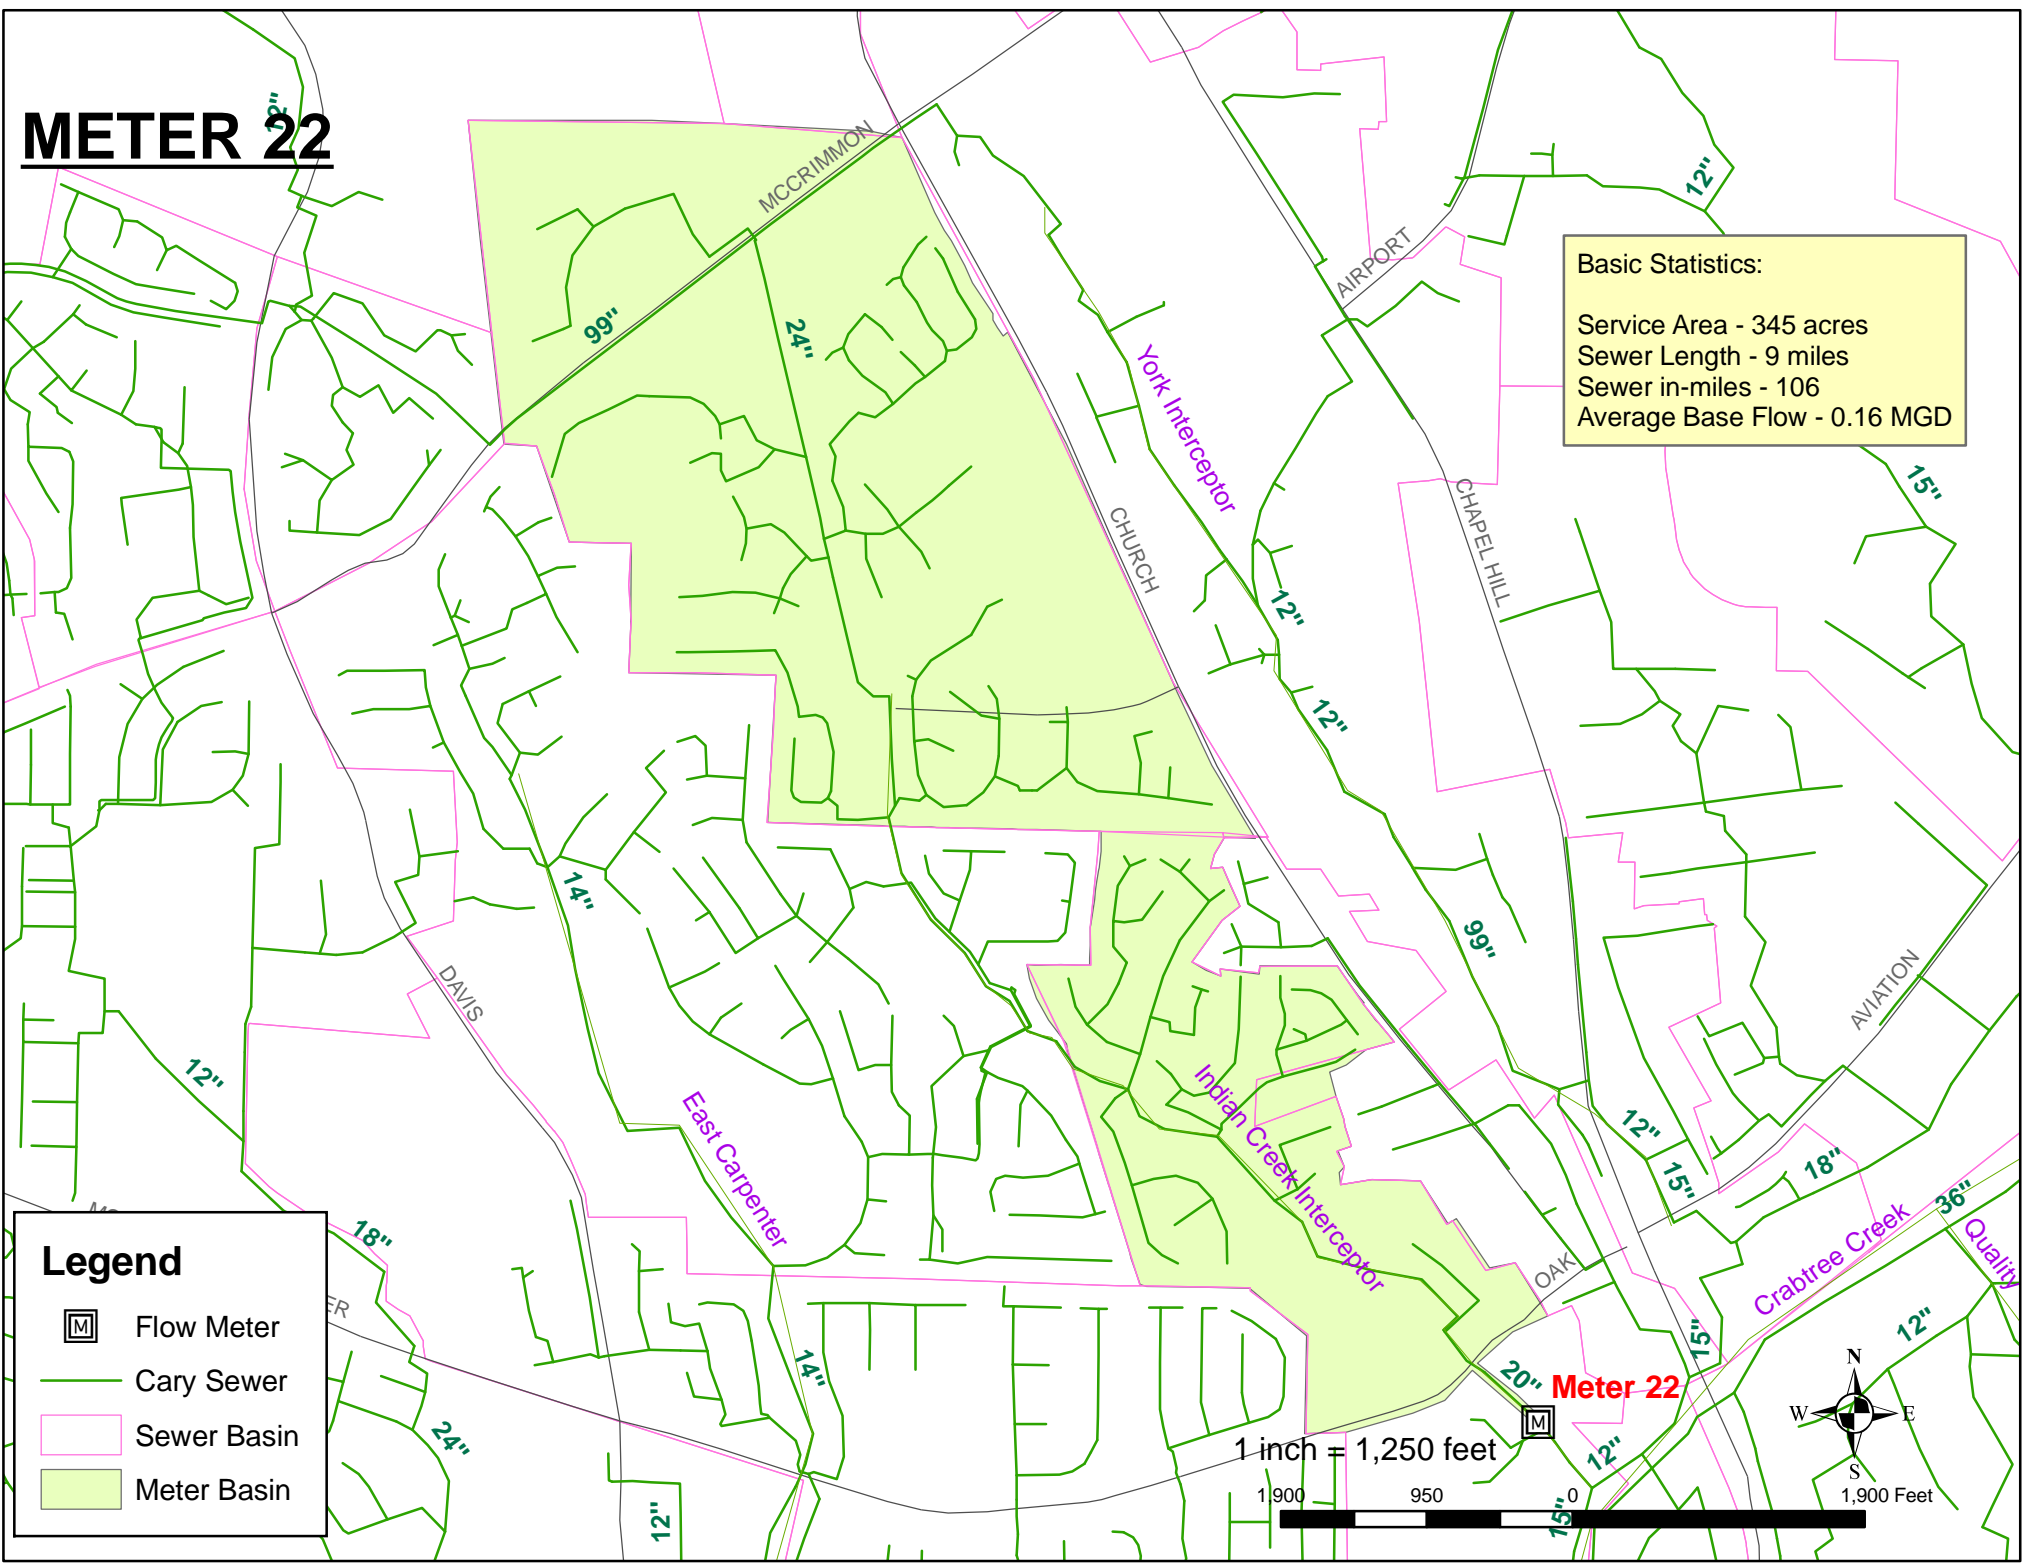 METER 22
12"
MCCRIMMON
99"
24"
AIRPORT
12"
Basic Statistics:
Service Area - 345 acres
Sewer Length - 9 miles
Sewer in-miles - 106
Average Base Flow - 0.16 MGD
York Interceptor
CHURCH
CHAPEL HILL
15"
12"
12"
14"
99"
DAVIS
AVIATION
12"
East Carpenter
Indian Creek Interceptor
12"
15"
18"
36"
Crabtree Creek
Quality
18"
OAK
15"
12"
14"
20"
Meter 22
M
24"
12"
12"
15"
Legend
M Flow Meter
Cary Sewer
Sewer Basin
Meter Basin
ER
N
W E
S
1 inch = 1,250 feet
1,900 950 0 1,900 Feet